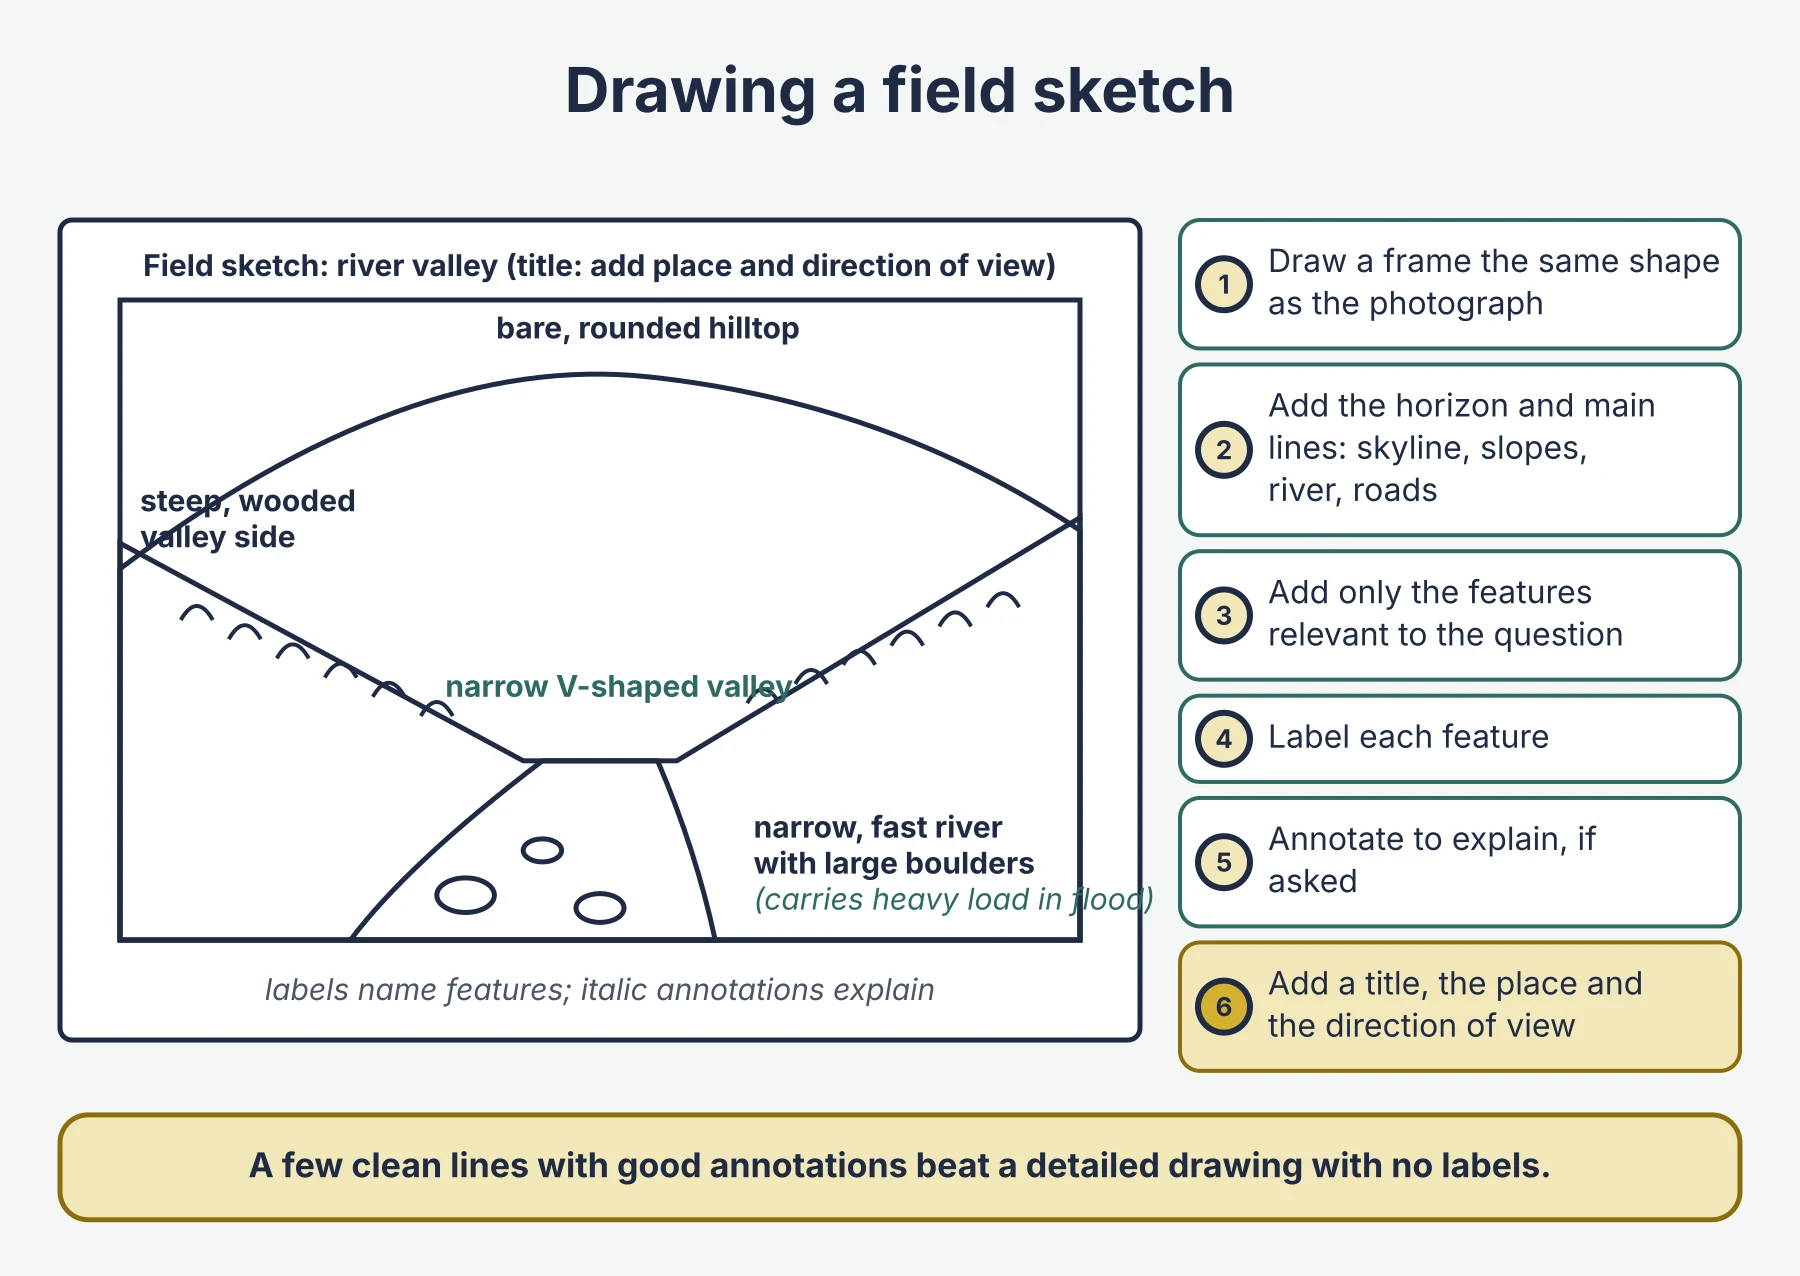 Drawing a field sketch
Field sketch: river valley (title: add place and direction of view)
bare, rounded hilltop
steep, wooded
valley side
narrow V-shaped valley
narrow, fast river
with large boulders
(carries heavy load in flood)
labels name features; italic annotations explain
1
Draw a frame the same shape
as the photograph
2
Add the horizon and main
lines: skyline, slopes,
river, roads
3
Add only the features
relevant to the question
4
Label each feature
5
Annotate to explain, if
asked
6
Add a title, the place and
the direction of view
A few clean lines with good annotations beat a detailed drawing with no labels.